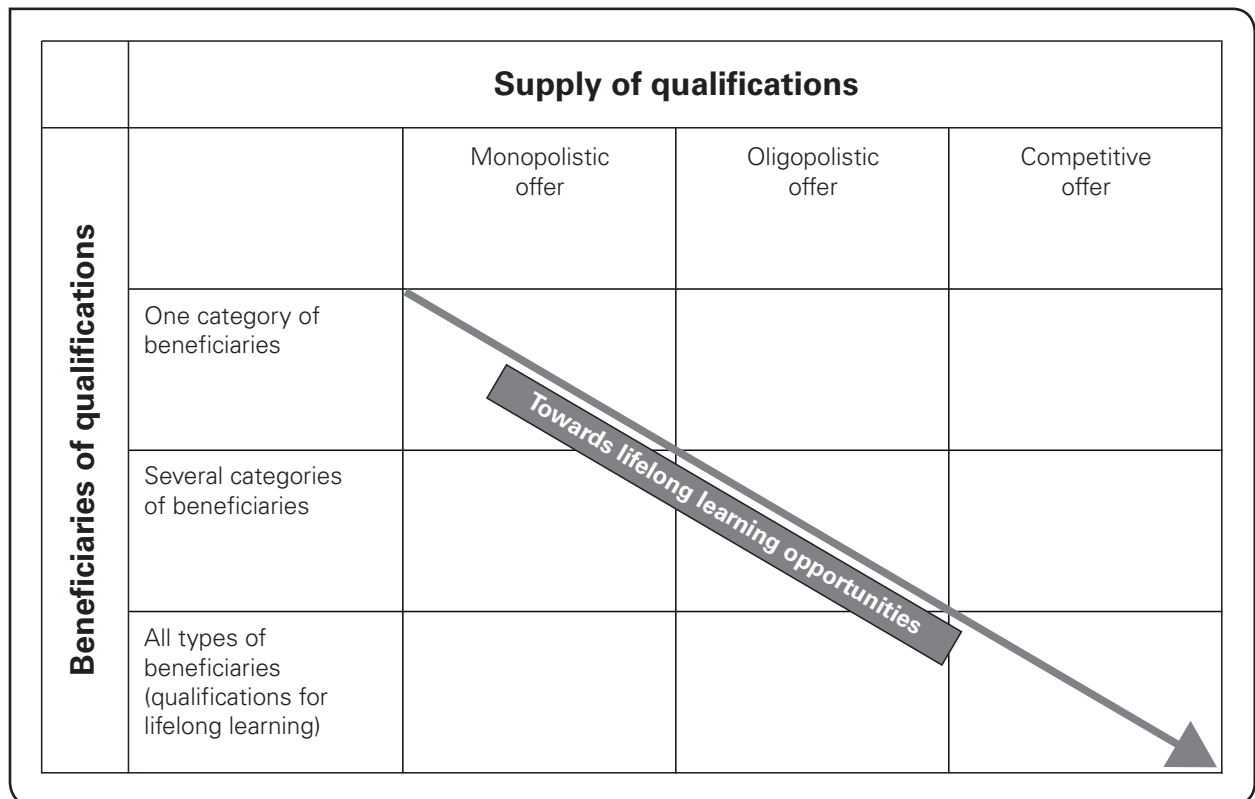 Supply of qualifications
Beneficiaries of qualifications
Monopolistic
offer
Oligopolistic
offer
Competitive
offer
One category of
beneficiaries
Several categories
of beneficiaries
All types of
beneficiaries
(qualifications for
lifelong learning)
Towards lifelong learning opportunities